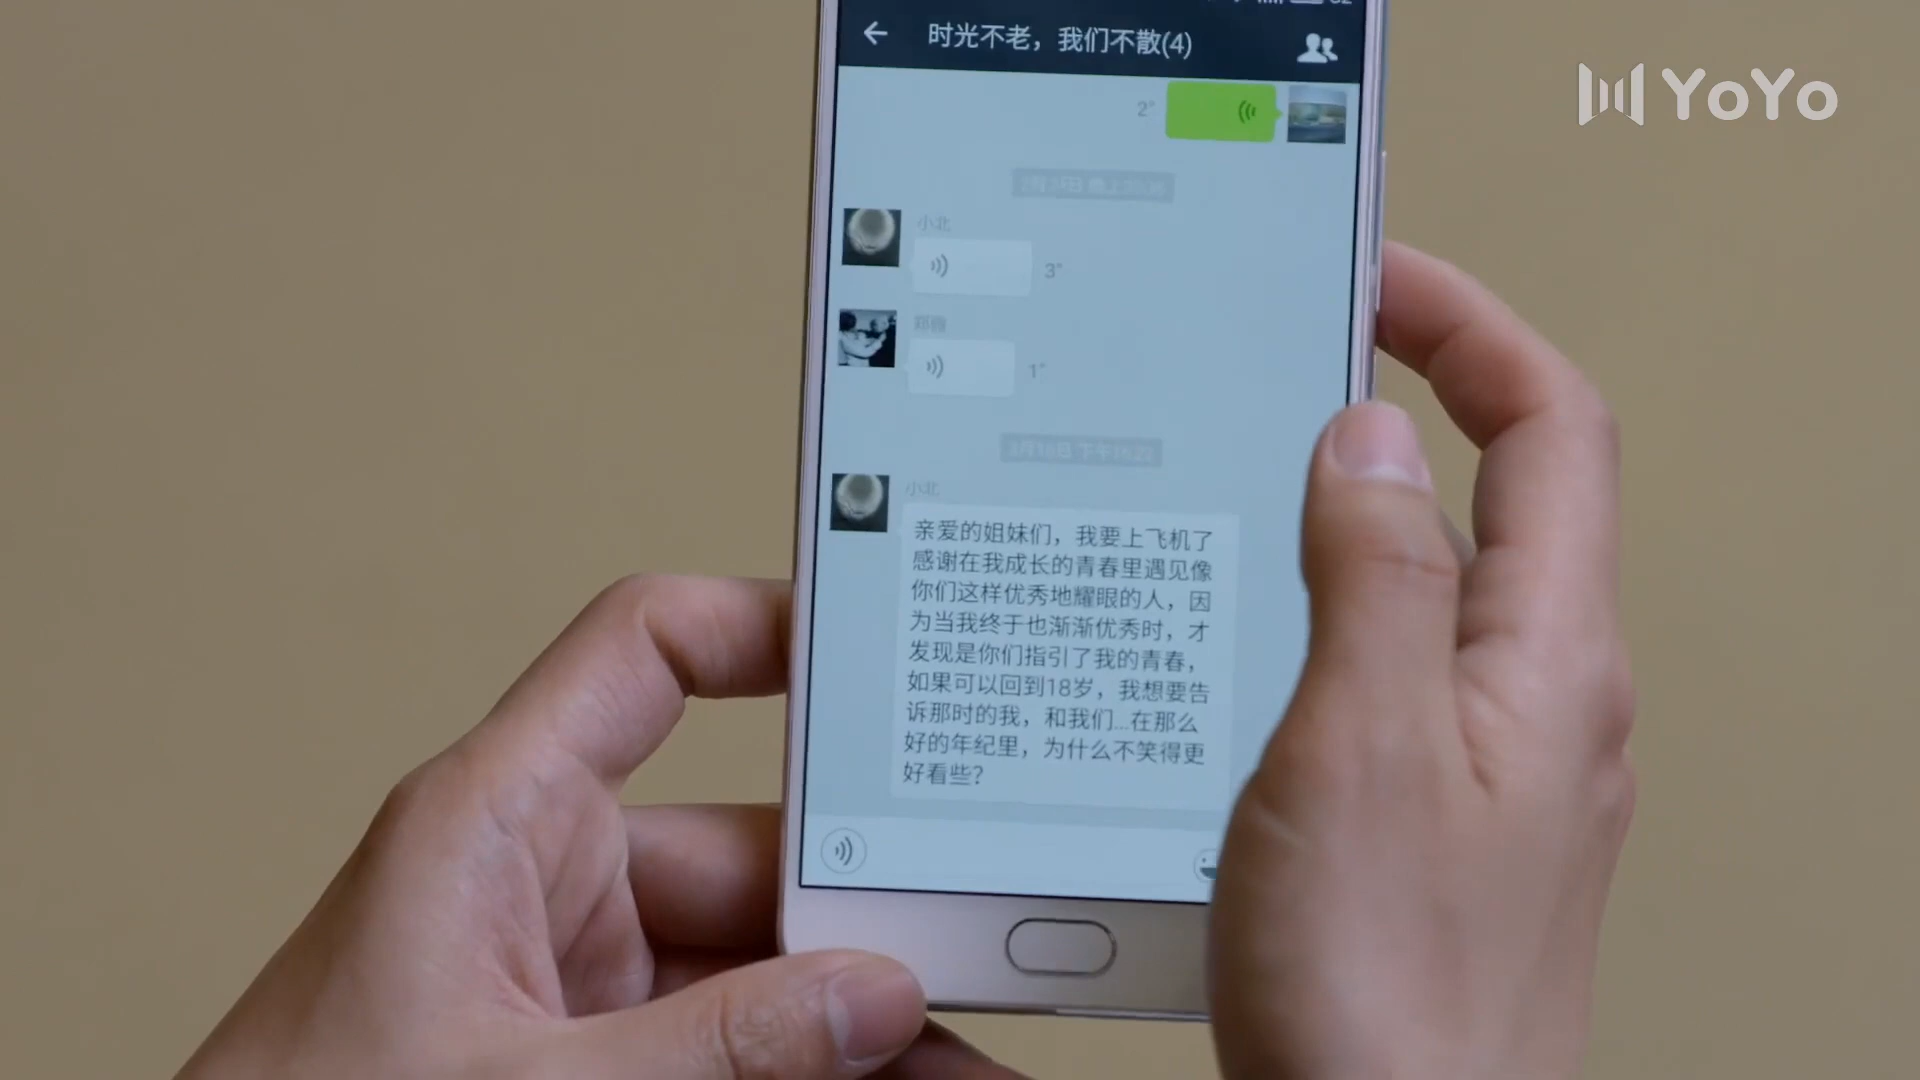 时光不老，我们不散(4)
YoYo
2"
小北
3"
1"
小北
亲爱的姐妹们，我要上飞机了
感谢在我成长的青春里遇见像
你们这样优秀地耀眼的人，因
为当我终于也渐渐优秀时，才
发现是你们指引了我的青春，
如果可以回到18岁，我想要告
诉那时的我，和我们...在那么
好的年纪里，为什么不笑得更
好看些？